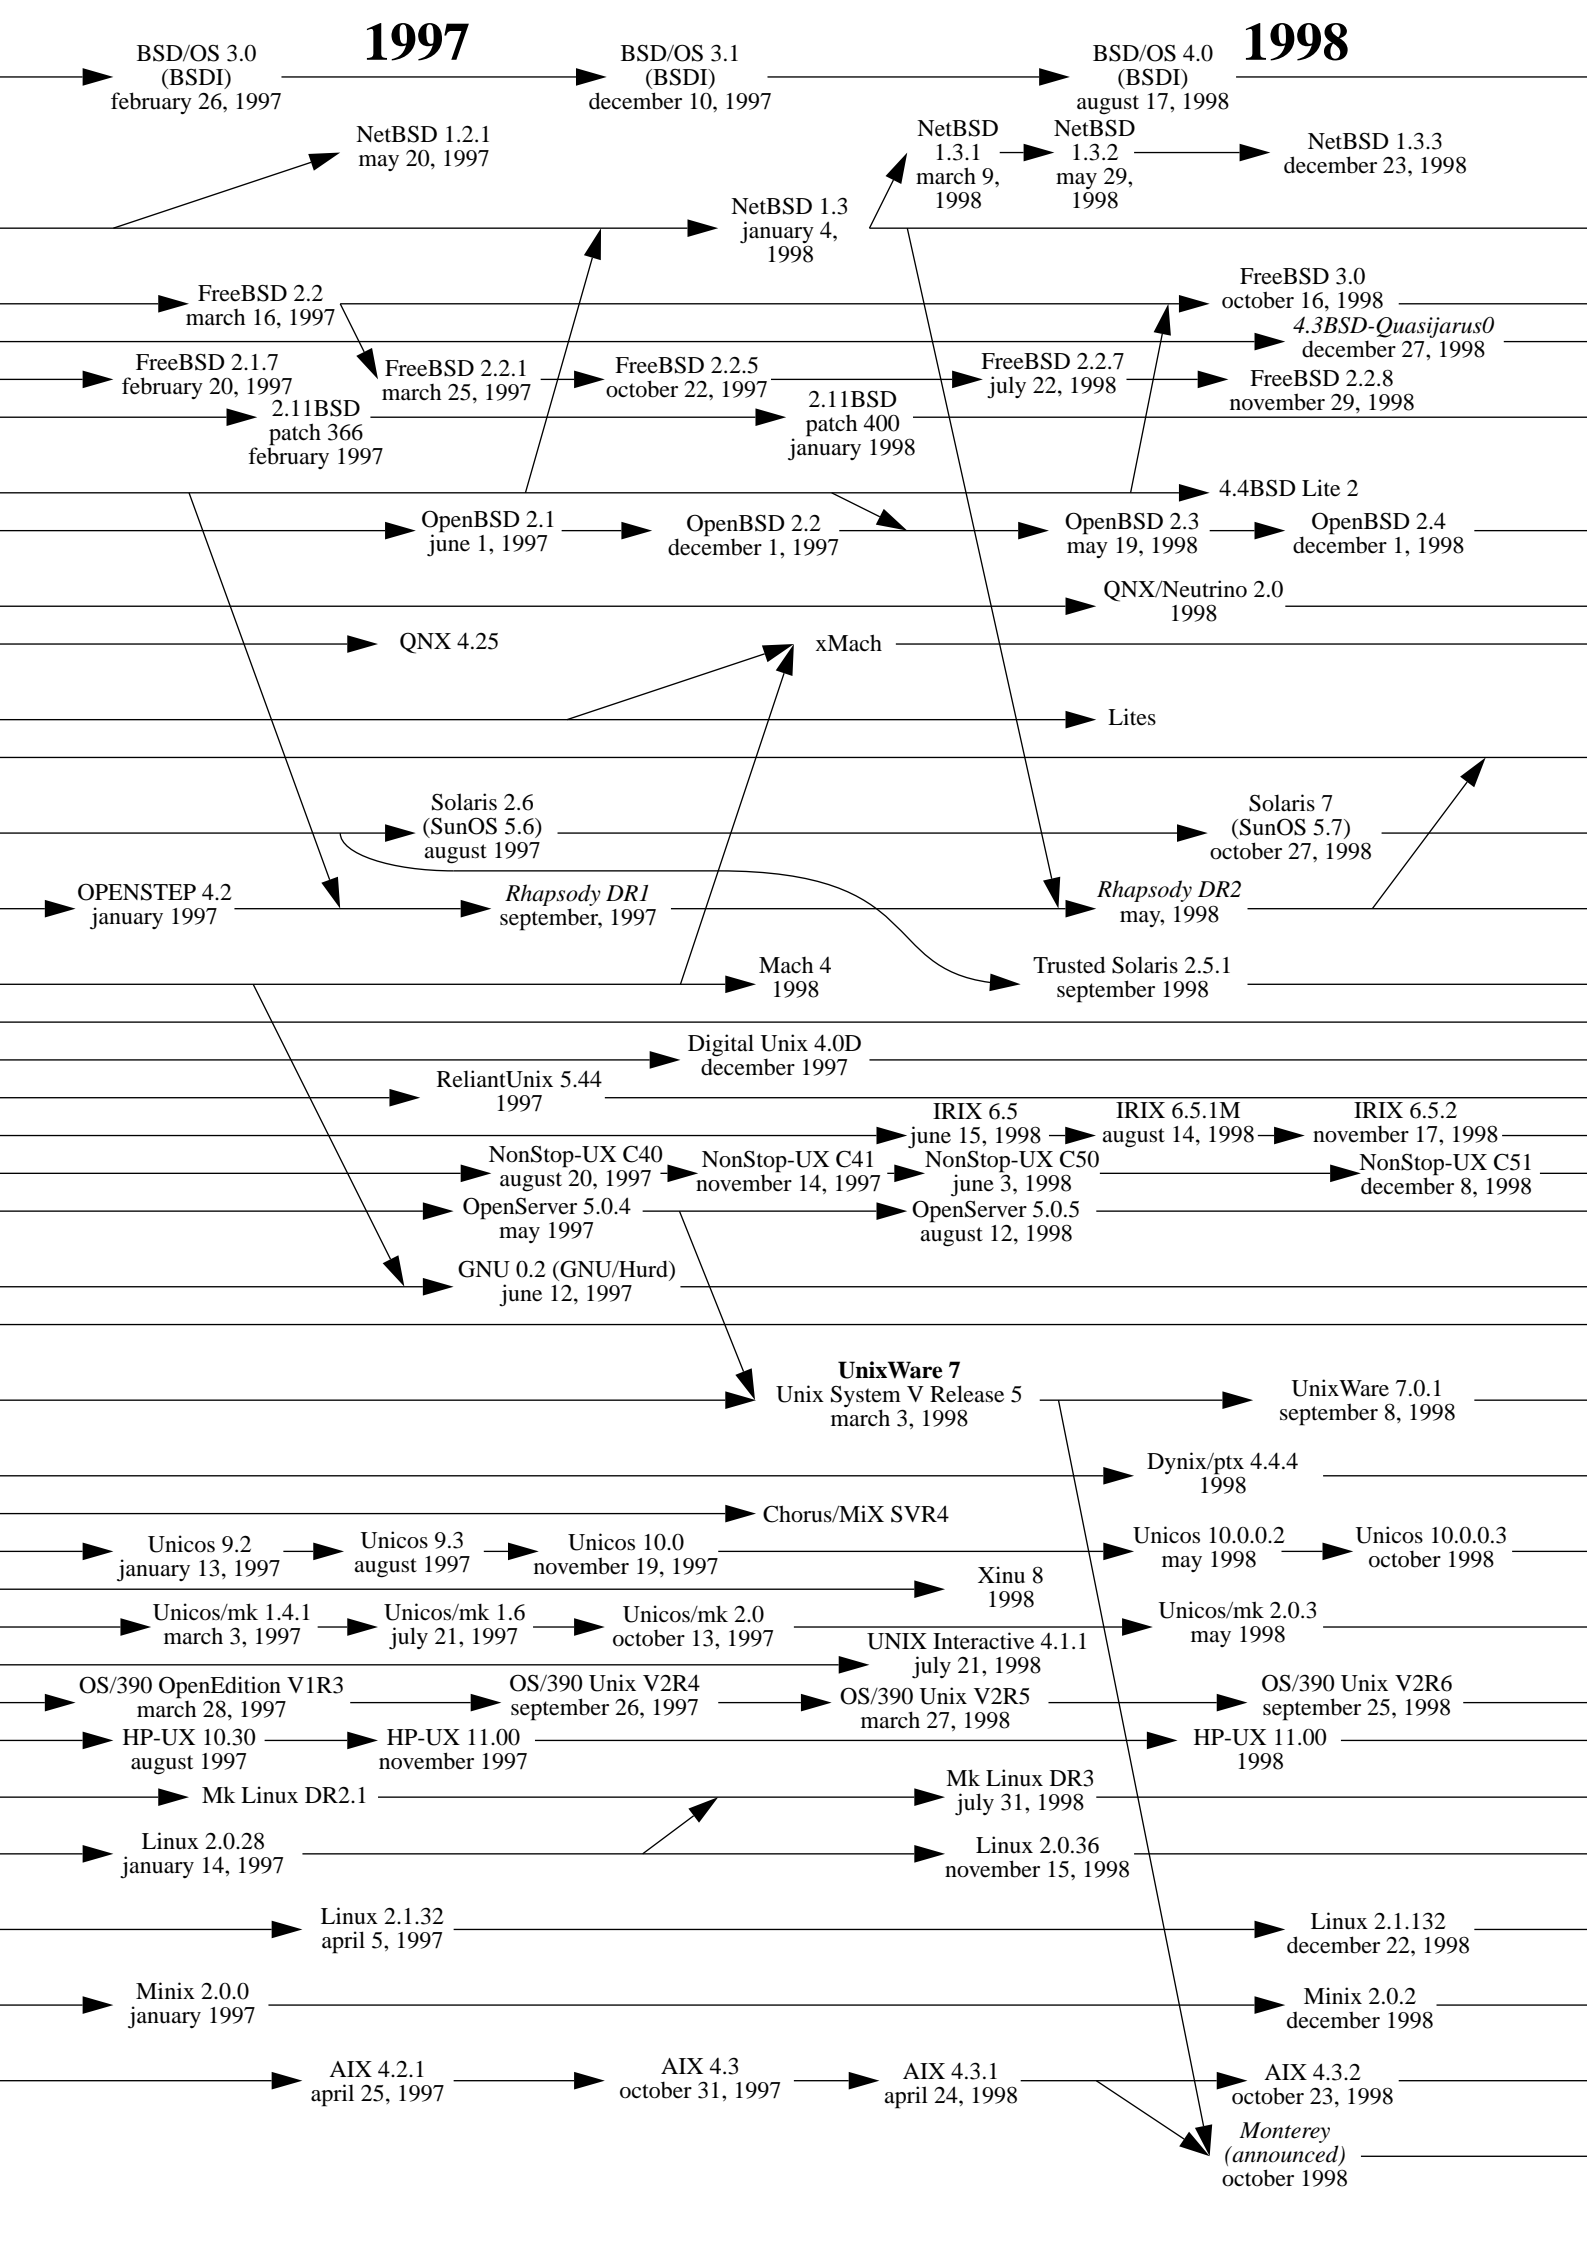 1997
1998
BSD/OS 3.0
(BSDI)
february 26, 1997
BSD/OS 3.1
(BSDI)
december 10, 1997
BSD/OS 4.0
(BSDI)
august 17, 1998
NetBSD 1.2.1
may 20, 1997
NetBSD
1.3.1
march 9,
1998
NetBSD
1.3.2
may 29,
1998
NetBSD 1.3.3
december 23, 1998
NetBSD 1.3
january 4,
1998
FreeBSD 2.2
march 16, 1997
FreeBSD 3.0
october 16, 1998
4.3BSD-Quasijarus0
december 27, 1998
FreeBSD 2.1.7
february 20, 1997
FreeBSD 2.2.1
march 25, 1997
FreeBSD 2.2.5
october 22, 1997
FreeBSD 2.2.7
july 22, 1998
FreeBSD 2.2.8
november 29, 1998
2.11BSD
patch 366
february 1997
2.11BSD
patch 400
january 1998
4.4BSD Lite 2
OpenBSD 2.1
june 1, 1997
OpenBSD 2.2
december 1, 1997
OpenBSD 2.3
may 19, 1998
OpenBSD 2.4
december 1, 1998
QNX/Neutrino 2.0
1998
QNX 4.25
xMach
Lites
Solaris 2.6
(SunOS 5.6)
august 1997
Solaris 7
(SunOS 5.7)
october 27, 1998
OPENSTEP 4.2
january 1997
Rhapsody DR1
september, 1997
Rhapsody DR2
may, 1998
Mach 4
1998
Trusted Solaris 2.5.1
september 1998
Digital Unix 4.0D
december 1997
ReliantUnix 5.44
1997
IRIX 6.5
june 15, 1998
IRIX 6.5.1M
august 14, 1998
IRIX 6.5.2
november 17, 1998
NonStop-UX C40
august 20, 1997
NonStop-UX C41
november 14, 1997
NonStop-UX C50
june 3, 1998
NonStop-UX C51
december 8, 1998
OpenServer 5.0.4
may 1997
OpenServer 5.0.5
august 12, 1998
GNU 0.2 (GNU/Hurd)
june 12, 1997
UnixWare 7
Unix System V Release 5
march 3, 1998
UnixWare 7.0.1
september 8, 1998
Dynix/ptx 4.4.4
1998
Chorus/MiX SVR4
Unicos 9.2
january 13, 1997
Unicos 9.3
august 1997
Unicos 10.0
november 19, 1997
Unicos 10.0.0.2
may 1998
Unicos 10.0.0.3
october 1998
Xinu 8
1998
Unicos/mk 1.4.1
march 3, 1997
Unicos/mk 1.6
july 21, 1997
Unicos/mk 2.0
october 13, 1997
Unicos/mk 2.0.3
may 1998
UNIX Interactive 4.1.1
july 21, 1998
OS/390 OpenEdition V1R3
march 28, 1997
OS/390 Unix V2R4
september 26, 1997
OS/390 Unix V2R5
march 27, 1998
OS/390 Unix V2R6
september 25, 1998
HP-UX 10.30
august 1997
HP-UX 11.00
november 1997
HP-UX 11.00
1998
Mk Linux DR2.1
Mk Linux DR3
july 31, 1998
Linux 2.0.28
january 14, 1997
Linux 2.0.36
november 15, 1998
Linux 2.1.32
april 5, 1997
Linux 2.1.132
december 22, 1998
Minix 2.0.0
january 1997
Minix 2.0.2
december 1998
AIX 4.2.1
april 25, 1997
AIX 4.3
october 31, 1997
AIX 4.3.1
april 24, 1998
AIX 4.3.2
october 23, 1998
Monterey
(announced)
october 1998